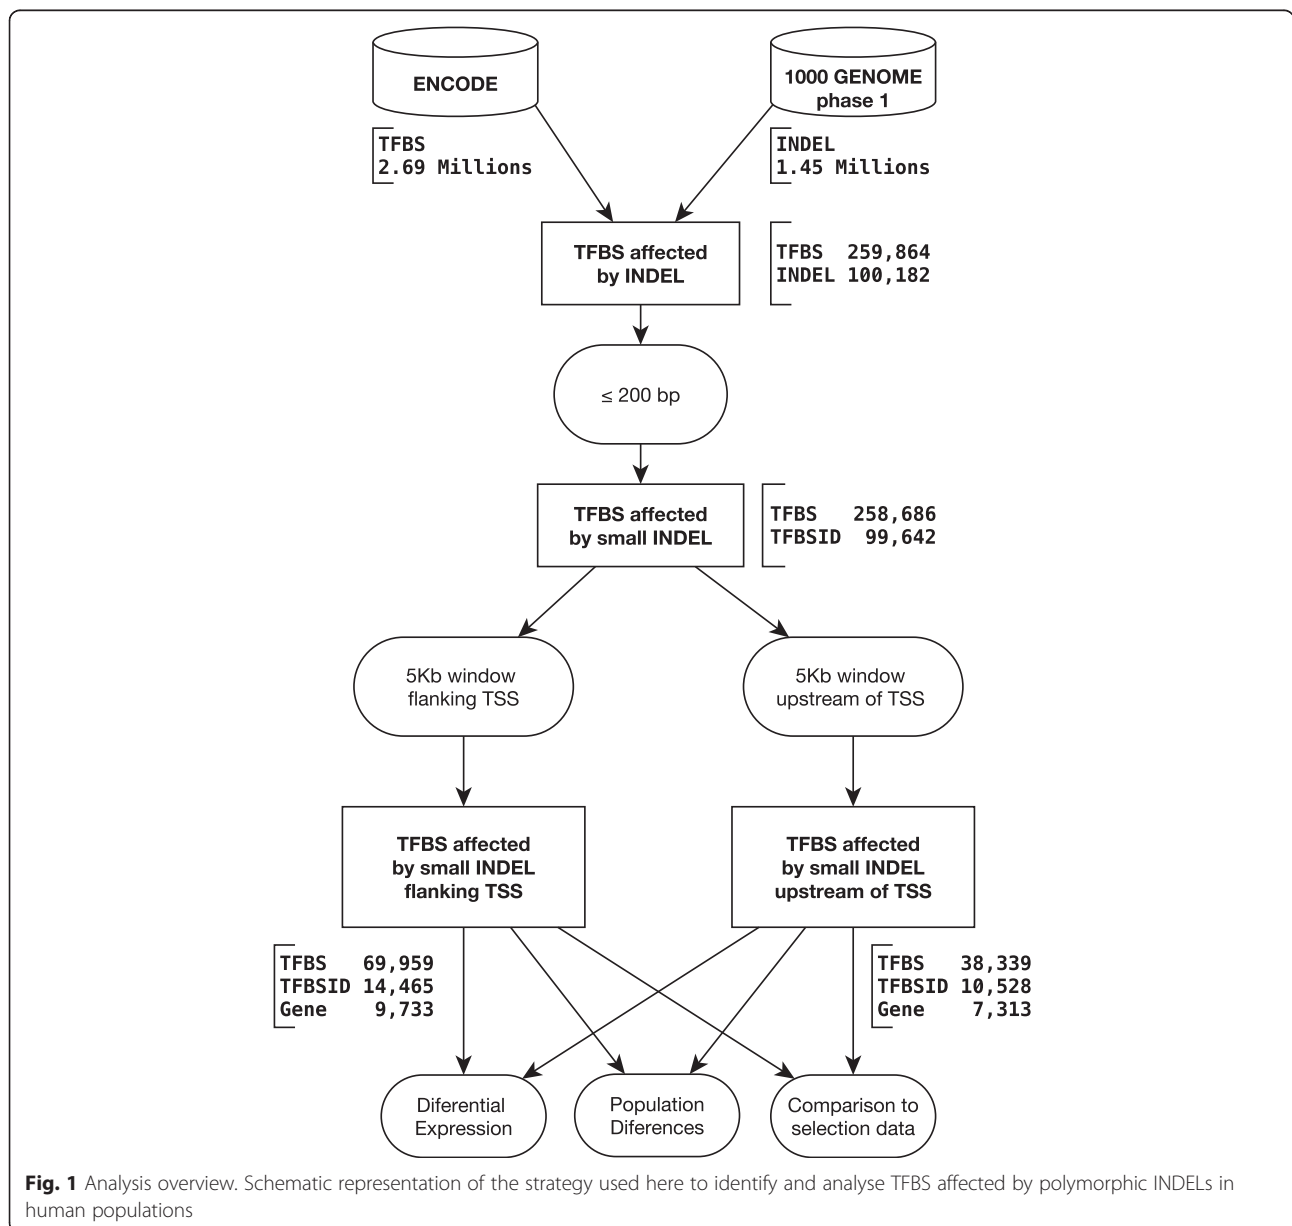 ENCODE
1000 GENOME
phase 1
TFBS
2.69 Millions
INDEL
1.45 Millions
TFBS affected
by INDEL
TFBS 259,864
INDEL 100,182
≤ 200 bp
TFBS affected
by small INDEL
TFBS 258,686
TFBSID 99,642
5Kb window
flanking TSS
5Kb window
upstream of TSS
TFBS affected
by small INDEL
flanking TSS
TFBS affected
by small INDEL
upstream of TSS
TFBS 69,959
TFBSID 14,465
Gene 9,733
TFBS 38,339
TFBSID 10,528
Gene 7,313
Diferential
Expression
Population
Diferences
Comparison to
selection data
Fig. 1 Analysis overview. Schematic representation of the strategy used here to identify and analyse TFBS affected by polymorphic INDELs in
human populations